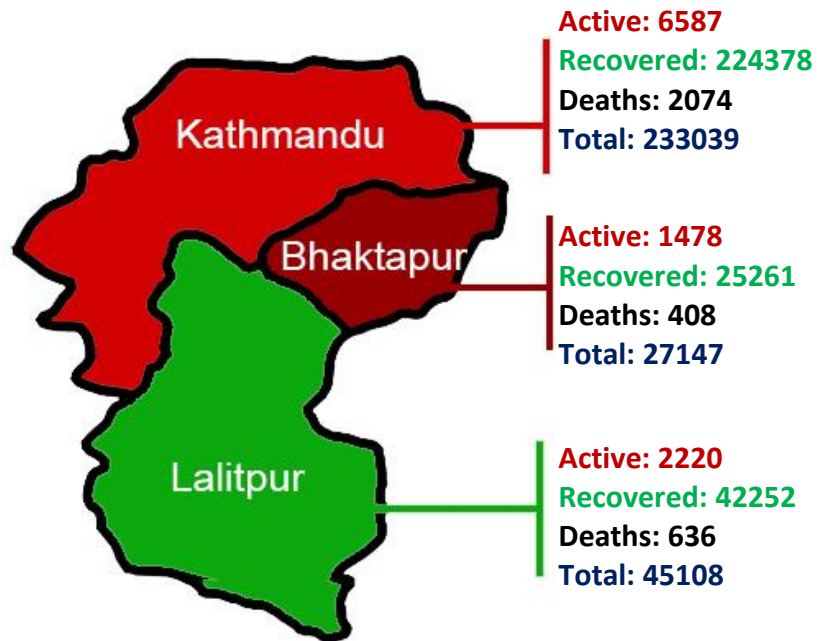 Active: 6587
Recovered: 224378
Deaths: 2074
Total: 233039
Kathmandu
Active: 1478
Recovered: 25261
Deaths: 408
Total: 27147
Bhaktapur
Active: 2220
Recovered: 42252
Deaths: 636
Total: 45108
Lalitpur